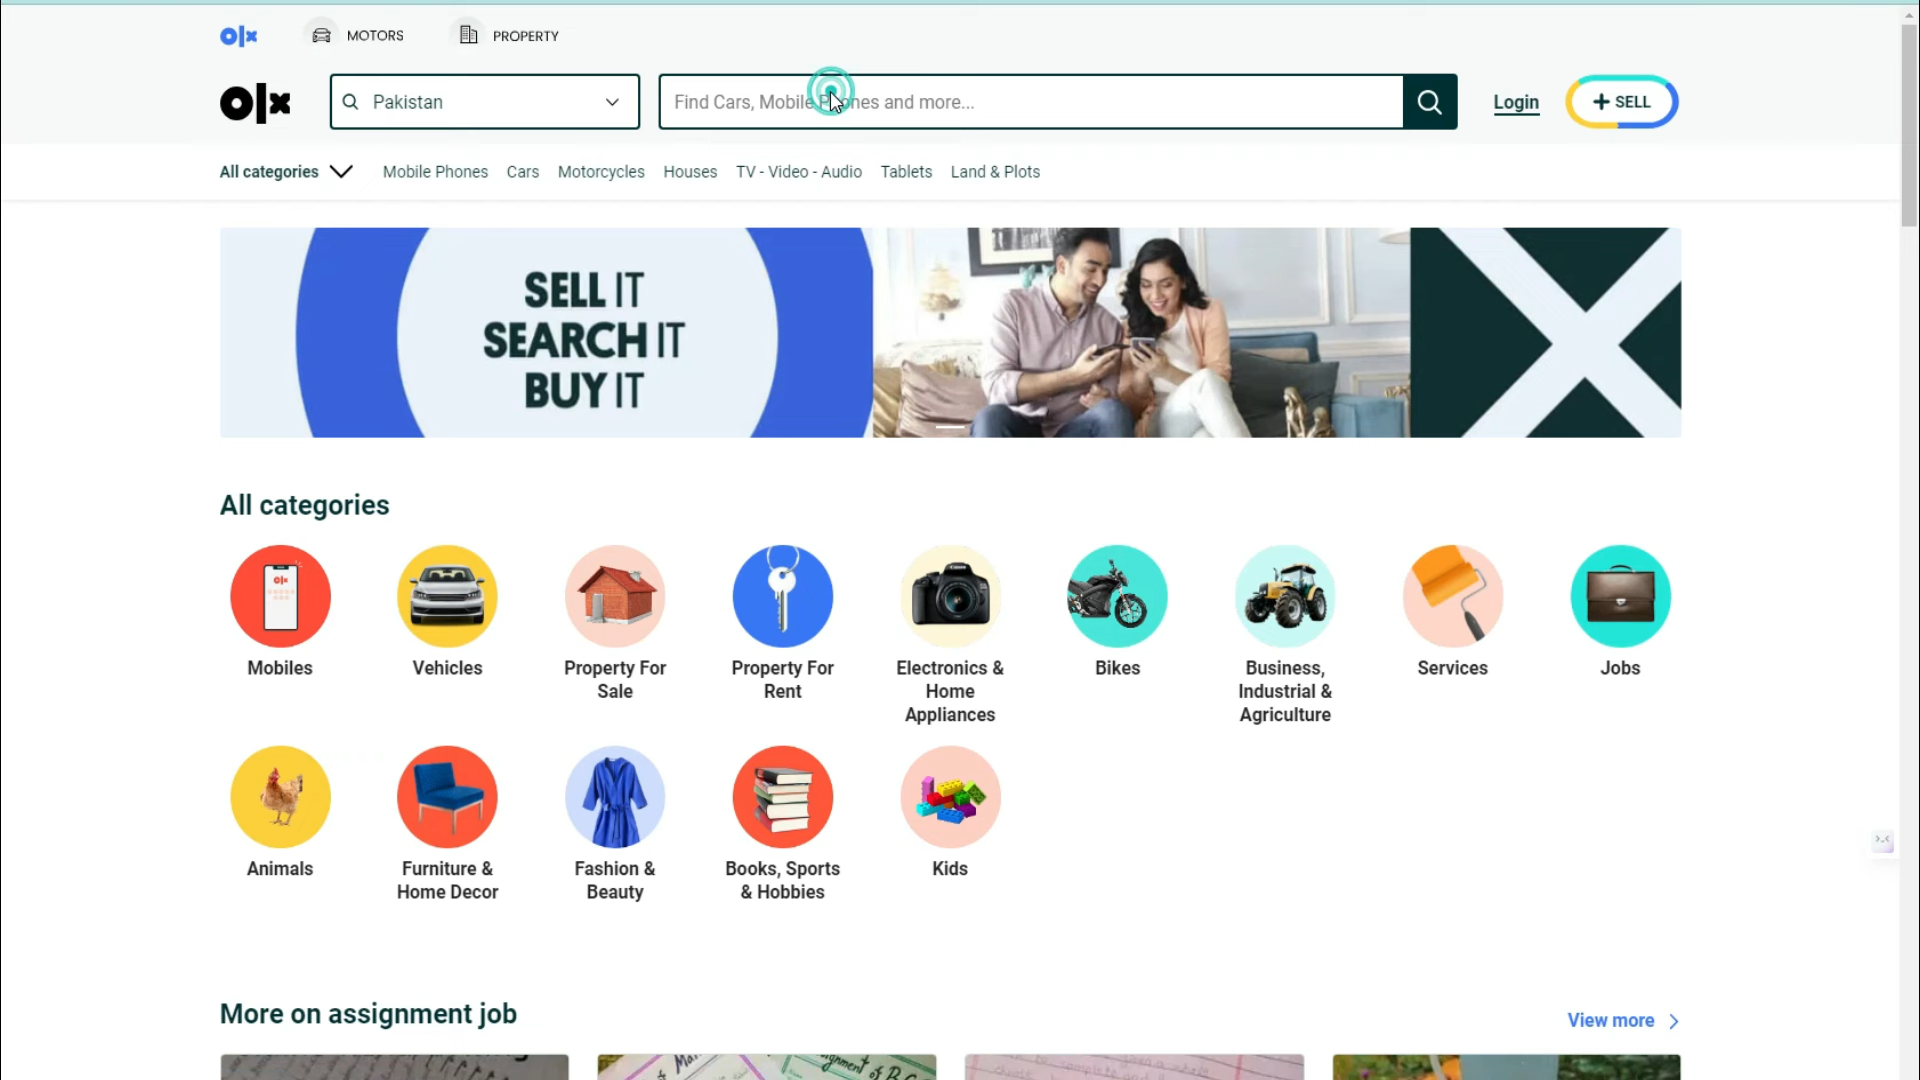 olx MOTORS PROPERTY
olx Pakistan Find Cars, Mobile Phones and more... Login + SELL
All categories Mobile Phones Cars Motorcycles Houses TV - Video - Audio Tablets Land & Plots
SELL IT
SEARCH IT
BUY IT
All categories
olx
Canon
Mobiles
Vehicles
Property For
Sale
Property For
Rent
Electronics &
Home
Appliances
Bikes
Business,
Industrial &
Agriculture
Services
Jobs
Animals
Furniture &
Home Decor
Fashion &
Beauty
Books, Sports
& Hobbies
Kids
More on assignment job
View more